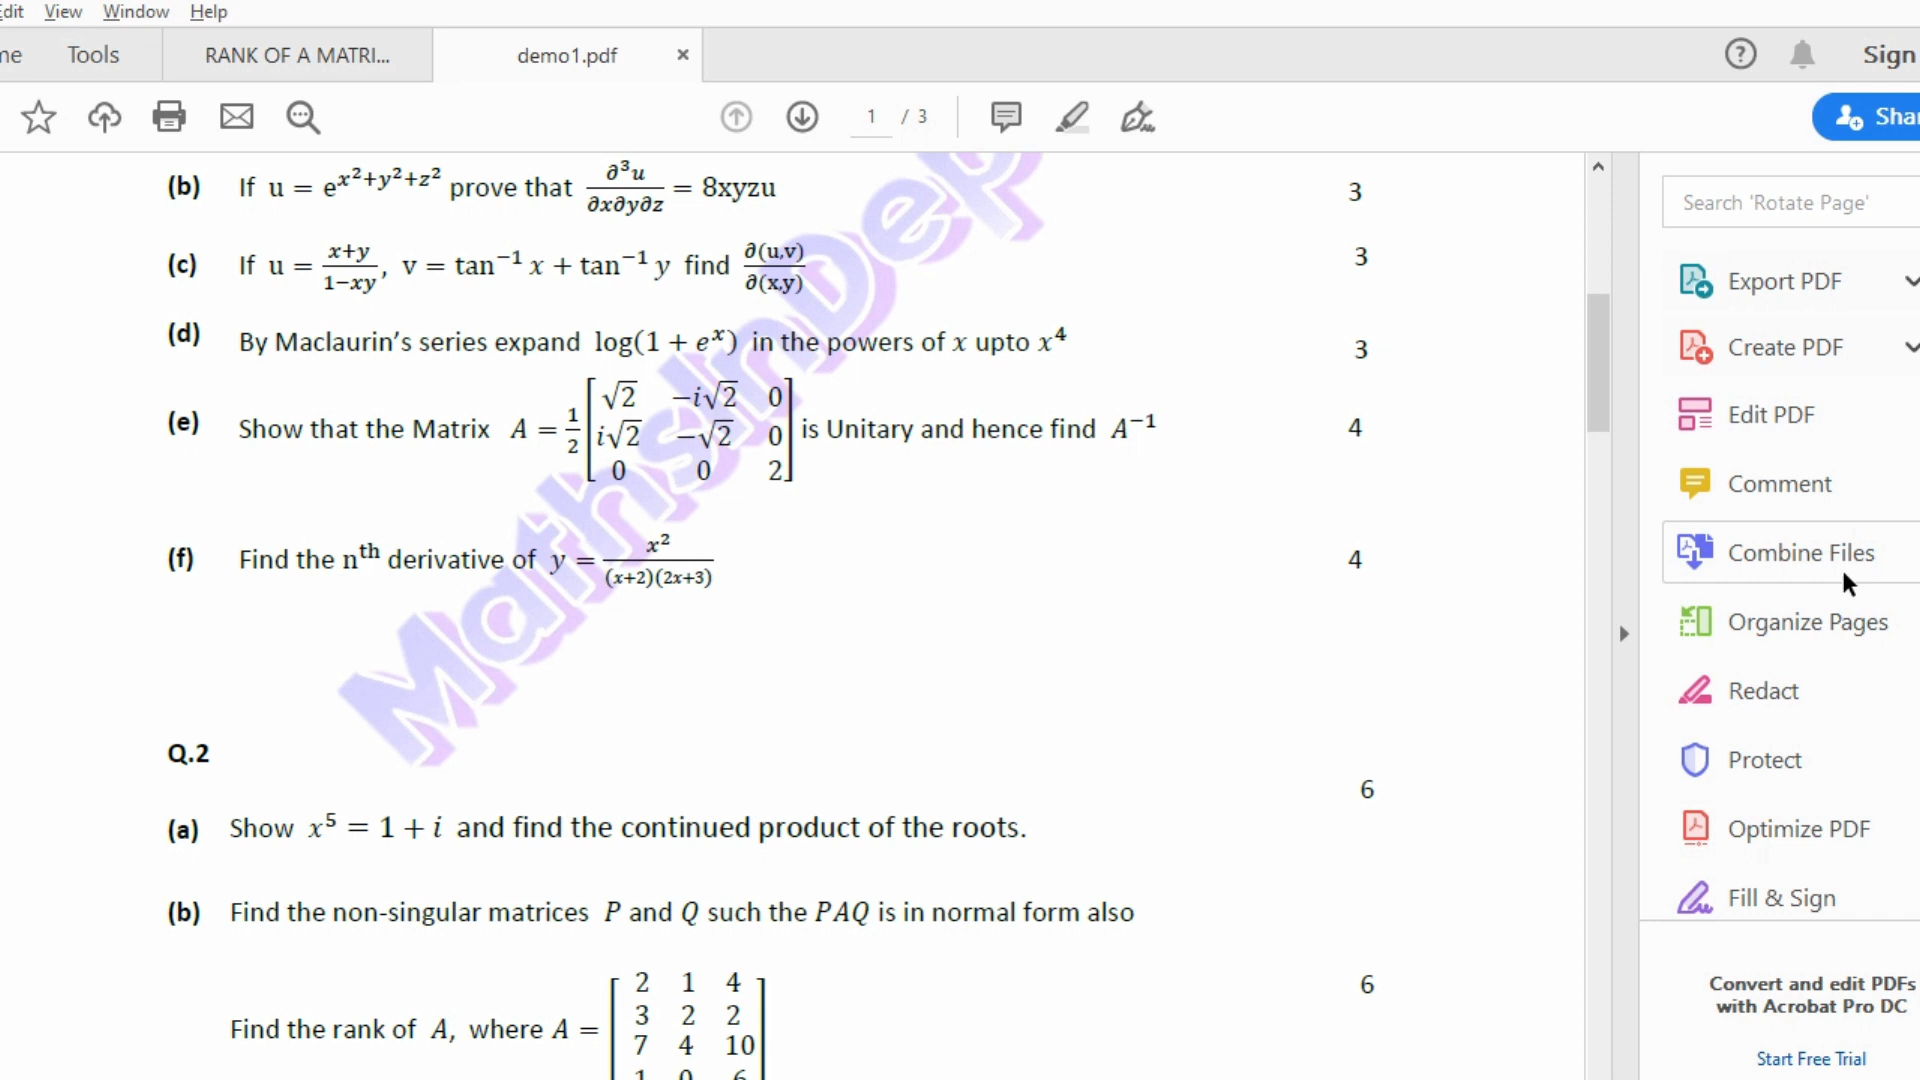 Edit View Window Help
me Tools RANK OF A MATRI... demo1.pdf × ? Sign
1 / 3 Shar
(b) If u = e^{x²+y²+z²} prove that ∂³u/∂x∂y∂z = 8xyzu 3
(c) If u = x+y/1−xy, v = tan⁻¹ x + tan⁻¹ y find ∂(u,v)/∂(x,y) 3
(d) By Maclaurin’s series expand log(1 + eˣ) in the powers of x upto x⁴ 3
(e) Show that the Matrix A = 1/2 [√2 −i√2 0
i√2 −√2 0
0 0 2] is Unitary and hence find A⁻¹ 4
(f) Find the nᵗʰ derivative of y = x²/(x+2)(2x+3) 4
MathsInDep
Q.2
(a) Show x⁵ = 1 + i and find the continued product of the roots. 6
(b) Find the non-singular matrices P and Q such the PAQ is in normal form also
Find the rank of A, where A = [2 1 4
3 2 2
7 4 10
1 0 6 6
Search 'Rotate Page'
Export PDF
Create PDF
Edit PDF
Comment
Combine Files
Organize Pages
Redact
Protect
Optimize PDF
Fill & Sign
Convert and edit PDFs
with Acrobat Pro DC
Start Free Trial